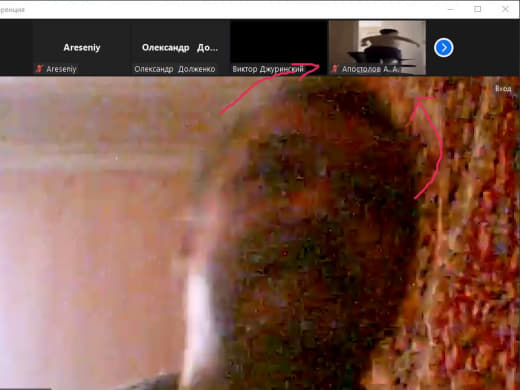 ренция
Areseniy
Олександр До...
Areseniy
Олександр Долженко
Виктор Джуринский
Апостолов А. А.
Вход